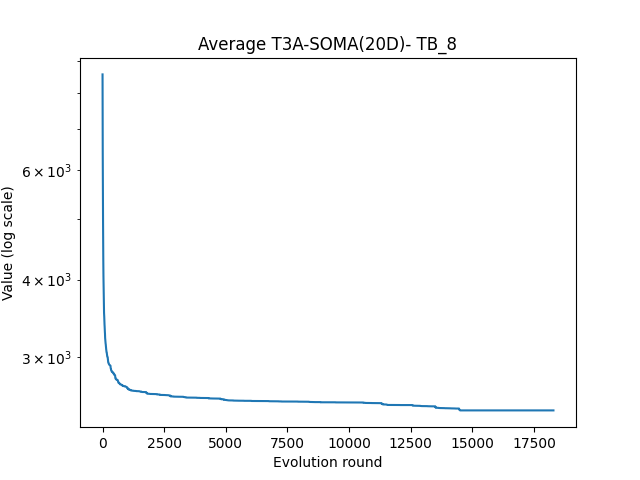 Average T3A-SOMA(20D)- TB_8
Value (log scale)
6 × 10³
4 × 10³
3 × 10³
0 2500 5000 7500 10000 12500 15000 17500
Evolution round